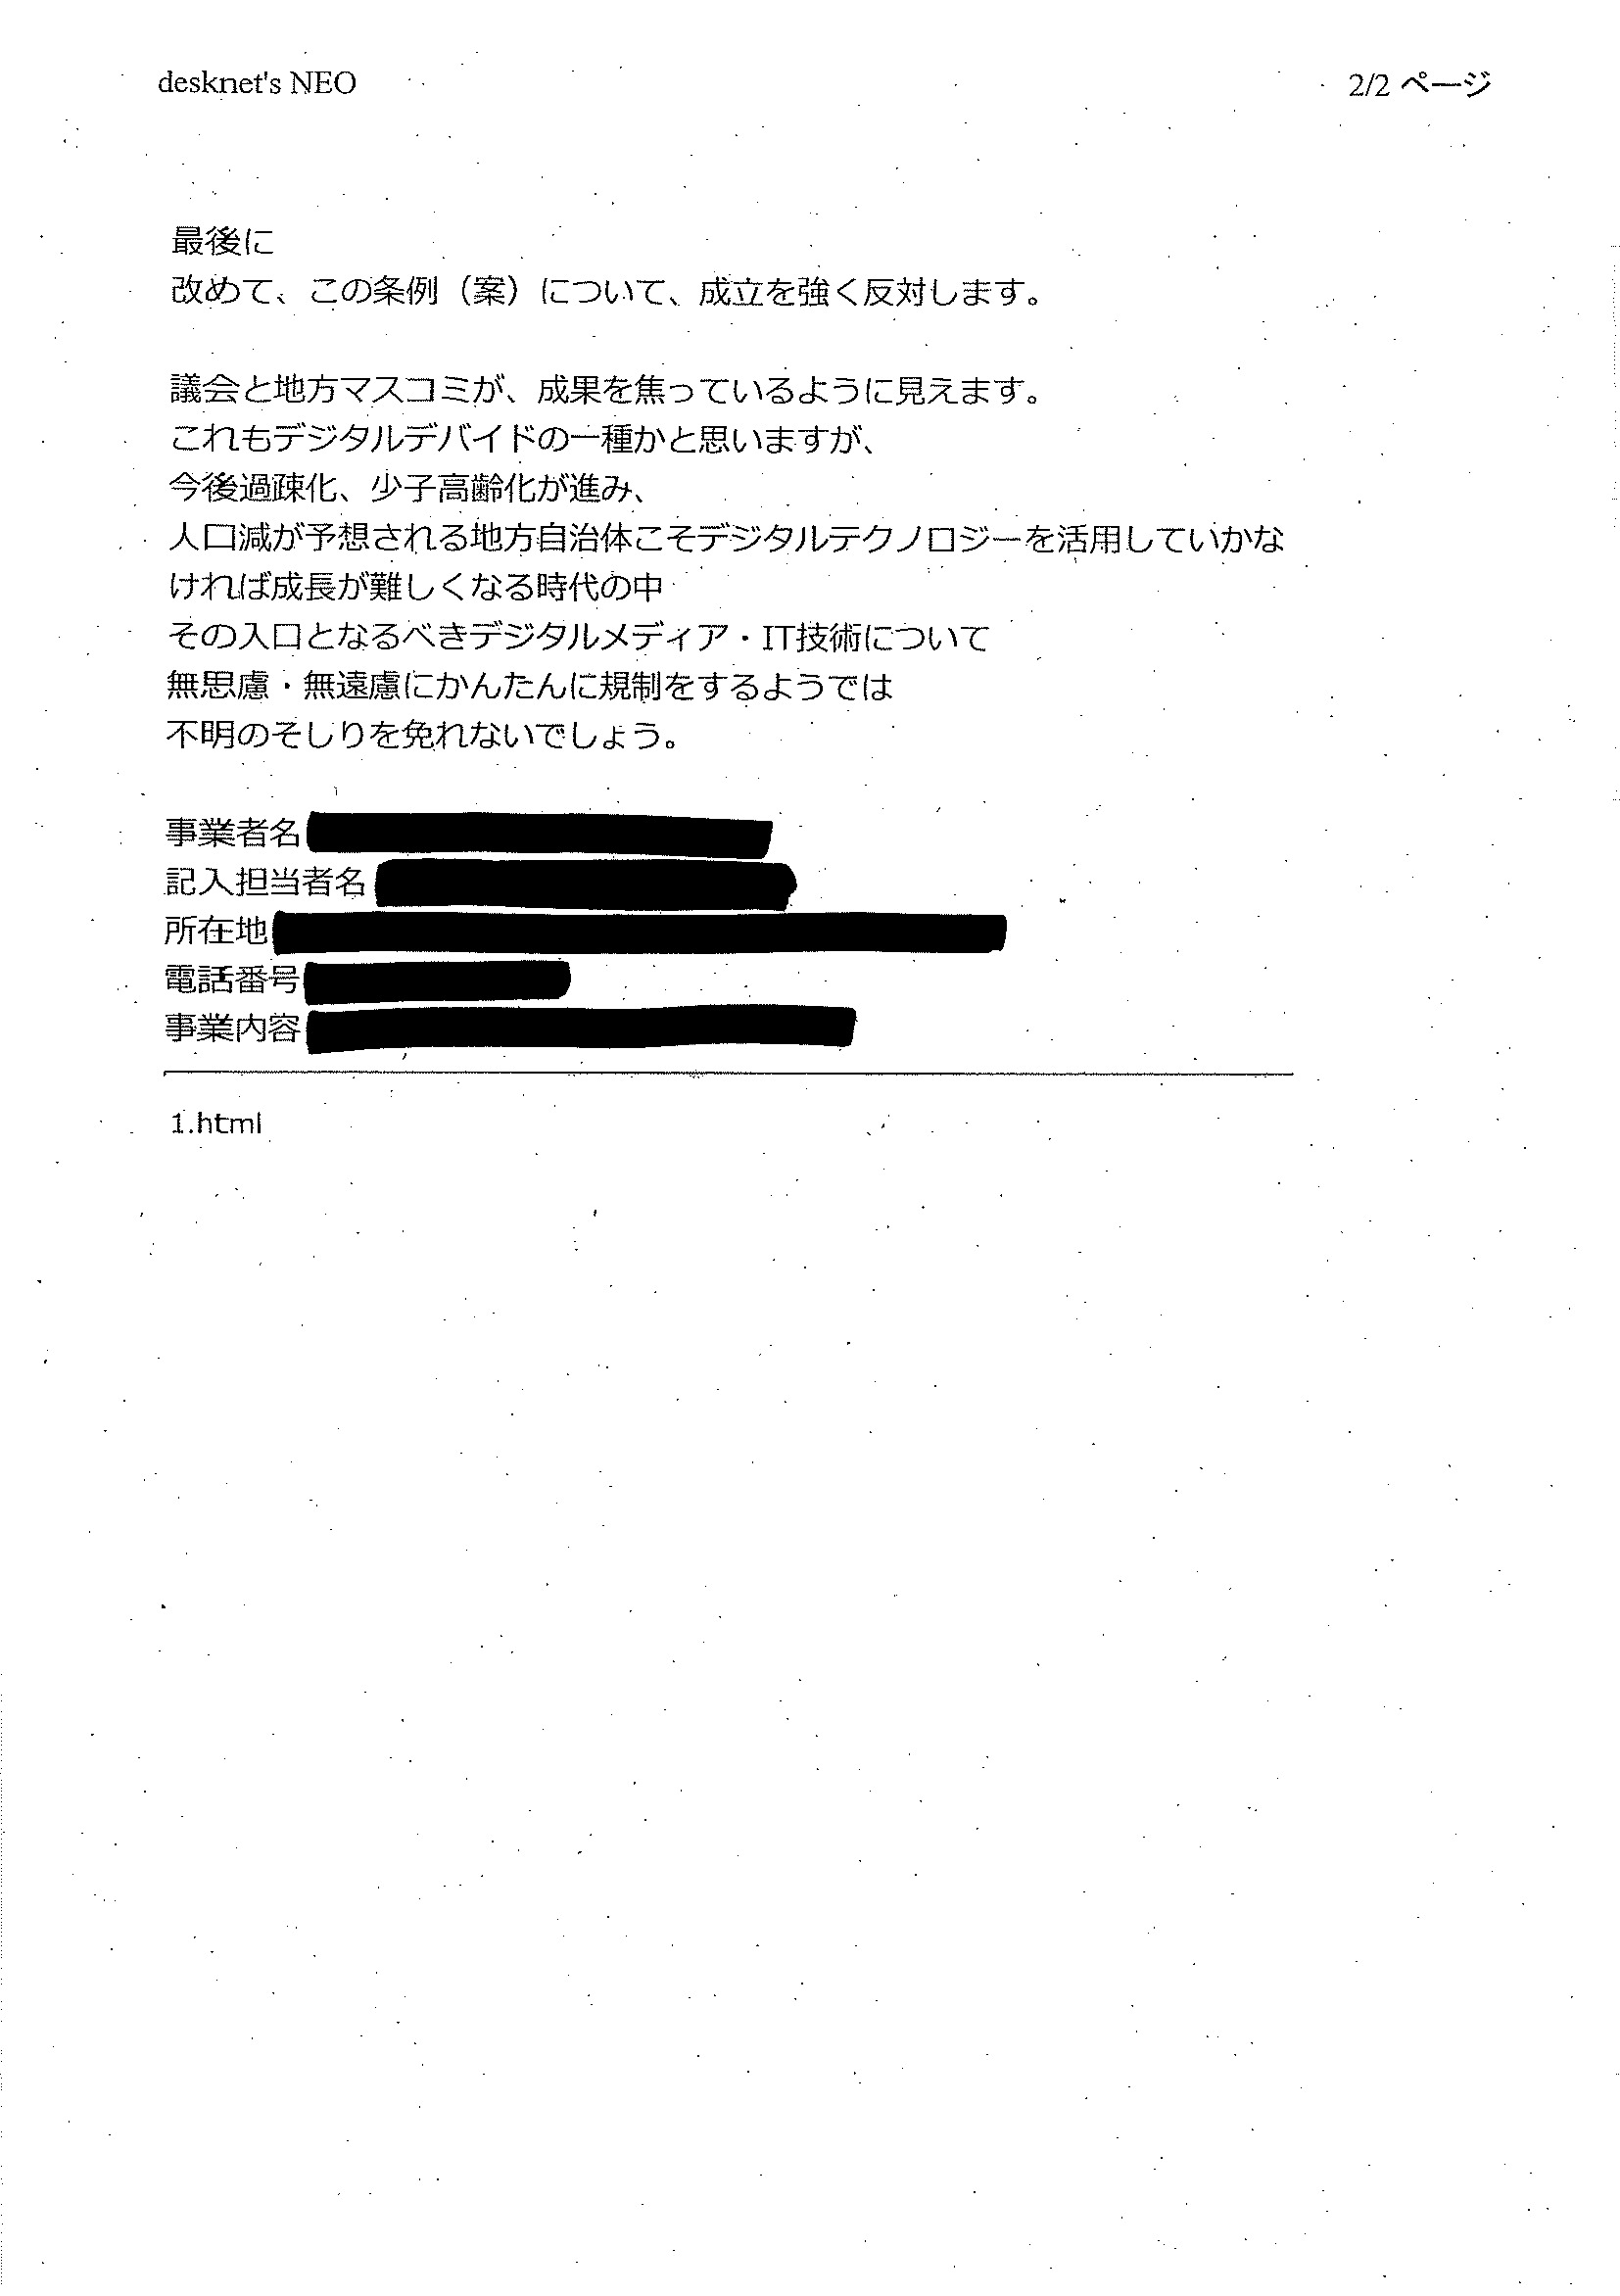 desknet's NEO
2/2 ページ
最後に
改めて、この条例（案）について、成立を強く反対します。
議会と地方マスコミが、成果を焦っているように見えます。
これもデジタルデバイドの一種かと思いますが、
今後過疎化、少子高齢化が進み、
人口減が予想される地方自治体こそデジタルテクノロジーを活用していかな
ければ成長が難しくなる時代の中
その入口となるべきデジタルメディア・IT技術について
無思慮・無遠慮にかんたんに規制をするようでは
不明のそしりを免れないでしょう。
事業者名
記入担当者名
所在地
電話番号
事業内容
1.html